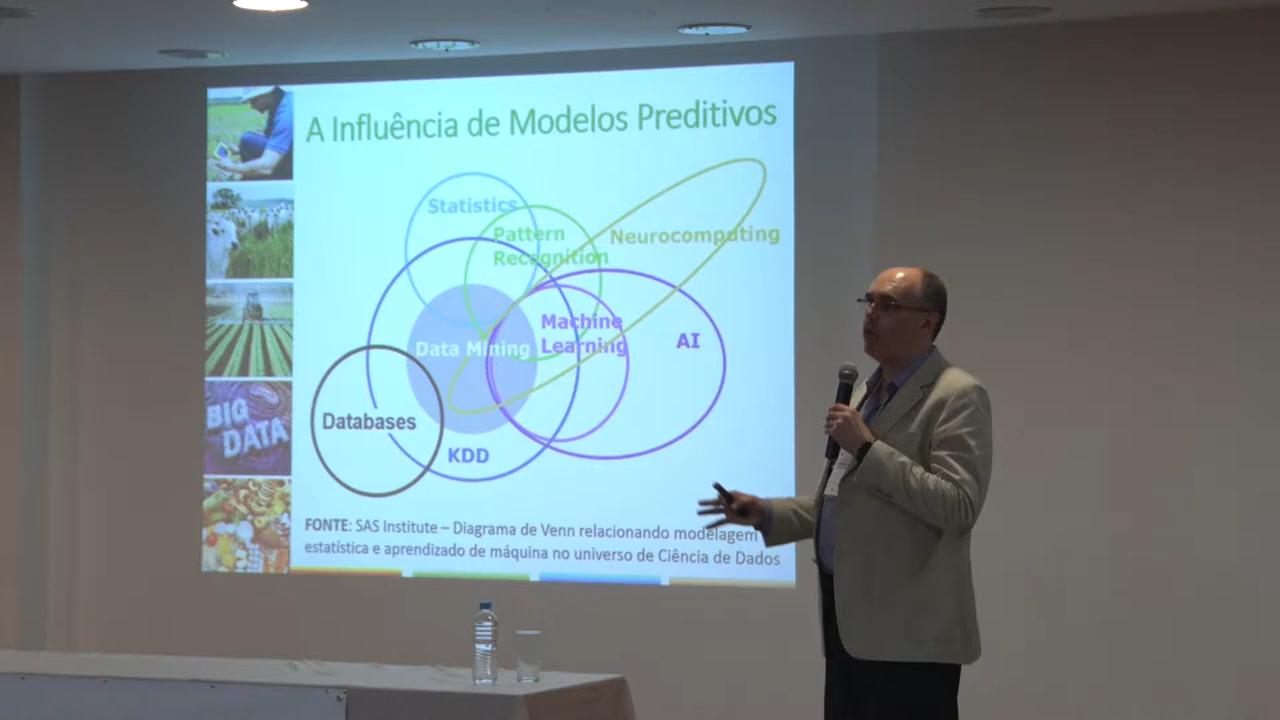 A Influência de Modelos Preditivos
Statistics
Pattern
Recognition
Neurocomputing
Machine
Learning
AI
Data Mining
Databases
KDD
BIG
DATA
FONTE: SAS Institute – Diagrama de Venn relacionando modelagem
estatística e aprendizado de máquina no universo de Ciência de Dados